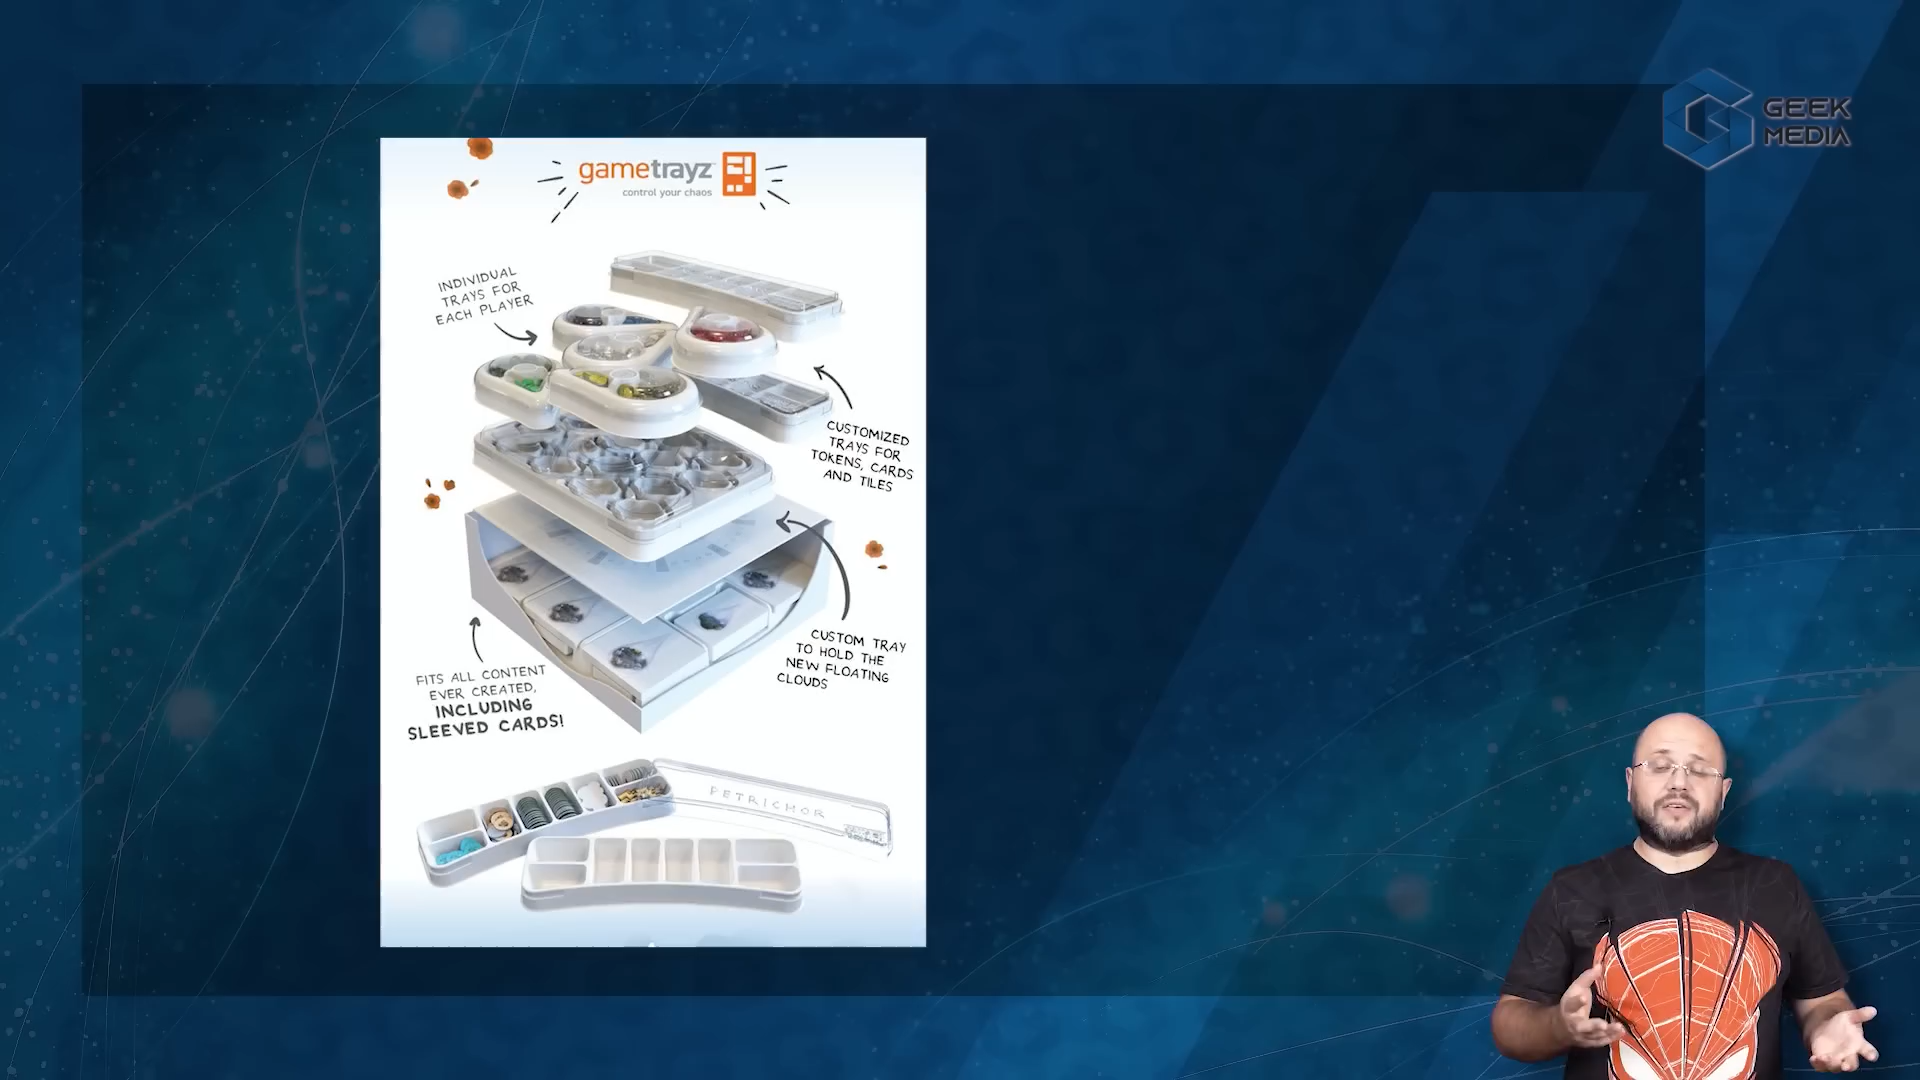 GEEK
MEDIA
gametrayz
control your chaos
INDIVIDUAL
TRAYS FOR
EACH PLAYER
CUSTOMIZED
TRAYS FOR
TOKENS, CARDS
AND TILES
CUSTOM TRAY
TO HOLD THE
NEW FLOATING
CLOUDS
FITS ALL CONTENT
EVER CREATED,
INCLUDING
SLEEVED CARDS!
PETRICHOR